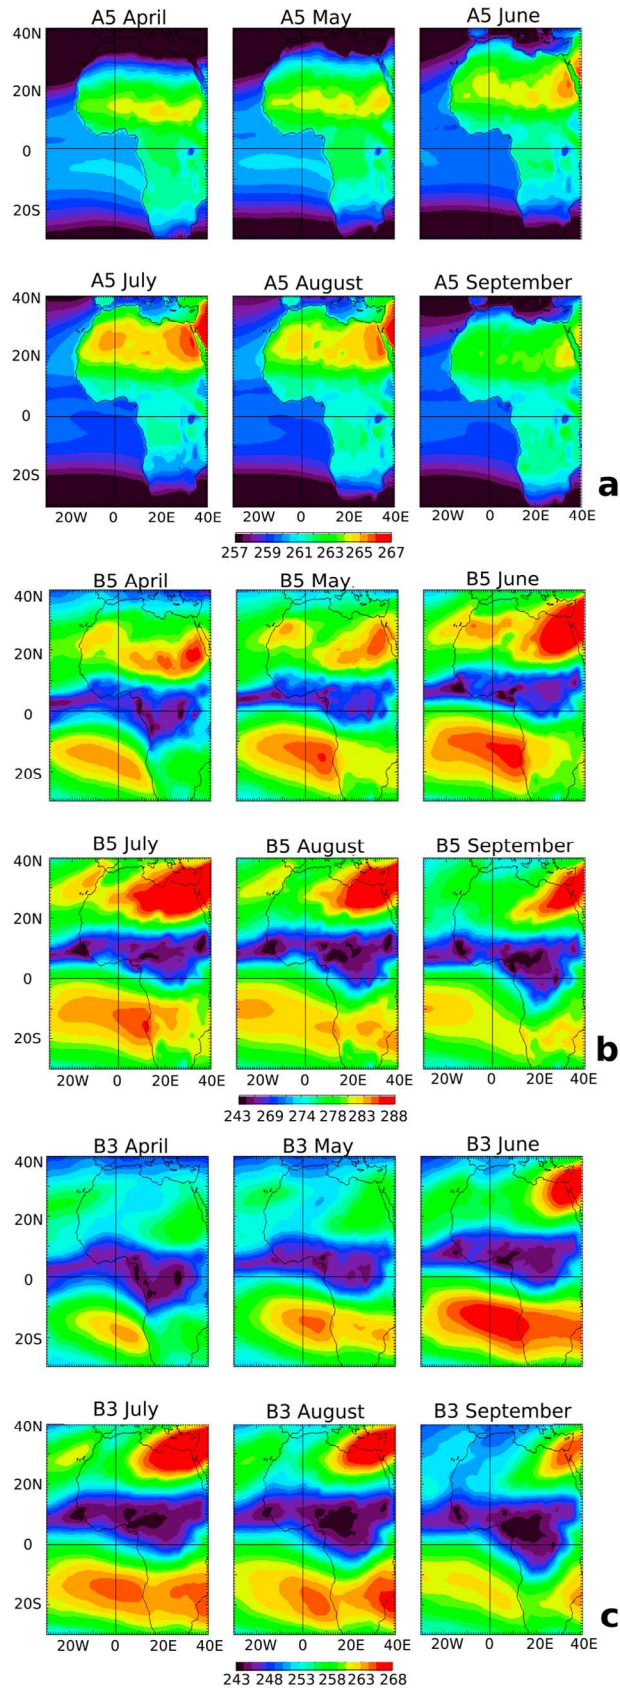 A5 April A5 May A5 June
40N
20N
0
20S
A5 July A5 August A5 September
40N
20N
0
20S
20W 0 20E 40E 20W 0 20E 40E 20W 0 20E 40E
a
257 259 261 263 265 267
B5 April B5 May B5 June
40N
20N
0
20S
B5 July B5 August B5 September
40N
20N
0
20S
b
20W 0 20E 40E 20W 0 20E 40E 20W 0 20E 40E
243 269 274 278 283 288
B3 April B3 May B3 June
40N
20N
0
20S
B3 July B3 August B3 September
40N
20N
0
20S
c
20W 0 20E 40E 20W 0 20E 40E 20W 0 20E 40E
243 248 253 258 263 268